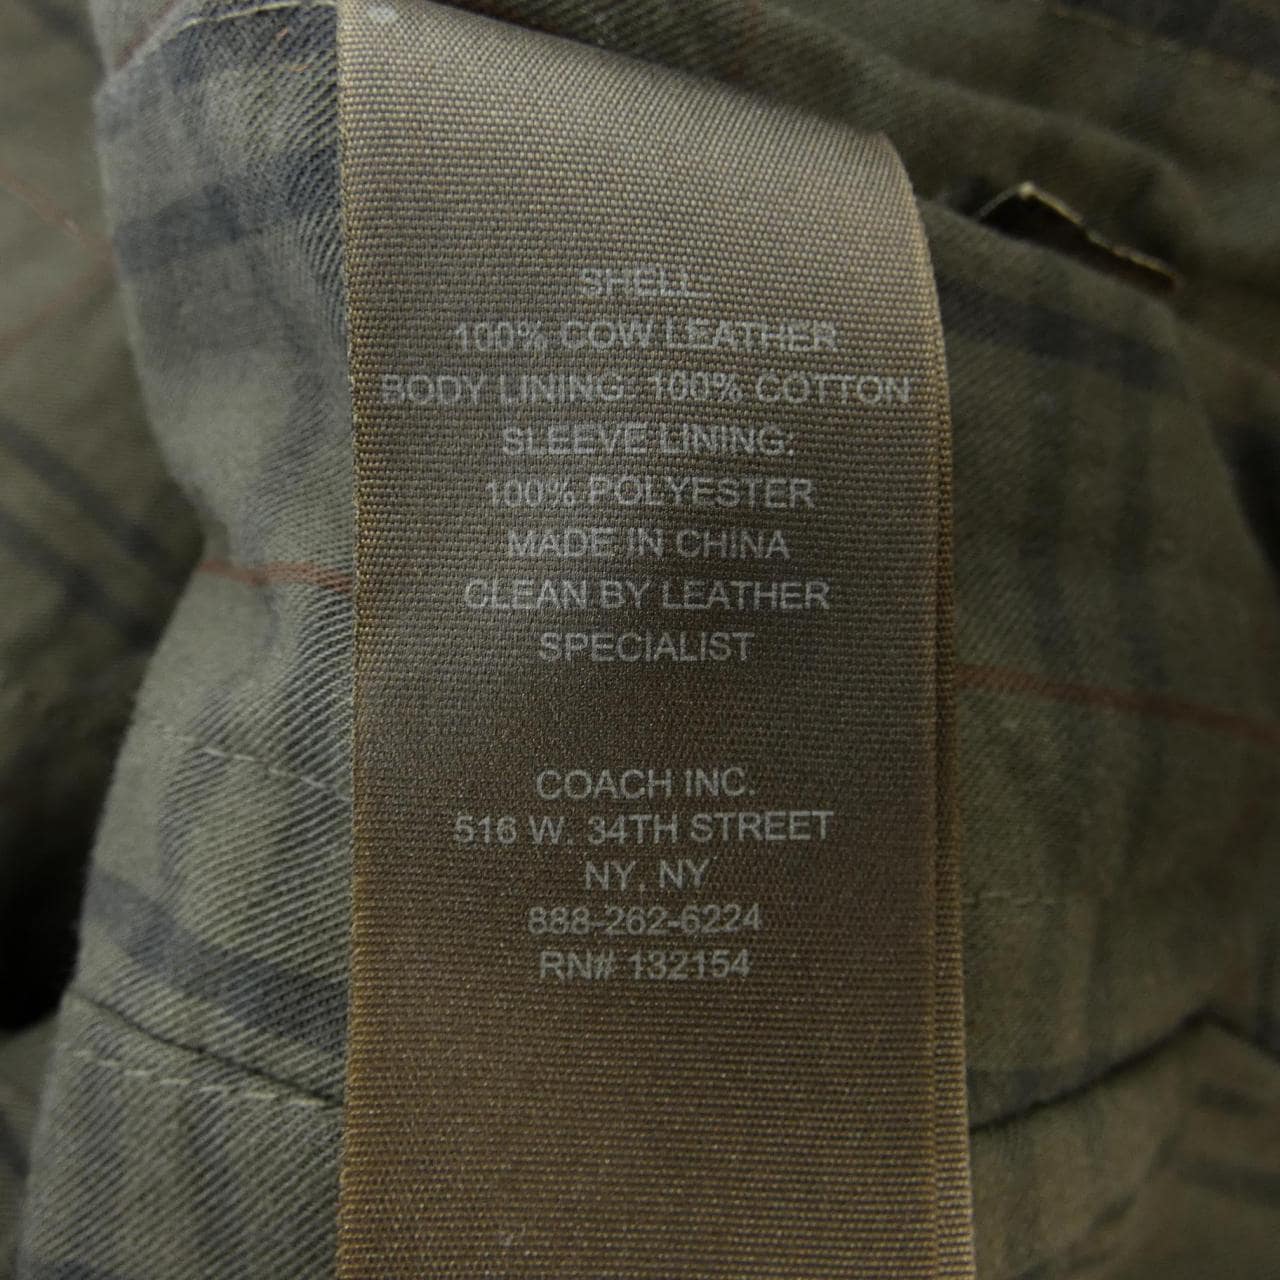 SHELL:
100% COW LEATHER
BODY LINING: 100% COTTON
SLEEVE LINING:
100% POLYESTER
MADE IN CHINA
CLEAN BY LEATHER
SPECIALIST
COACH INC.
516 W. 34TH STREET
NY, NY
888-262-6224
RN# 132154